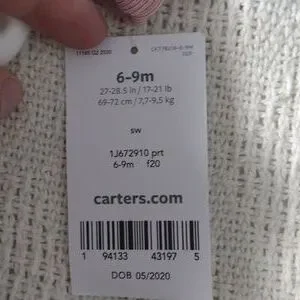 6-9m
27-28.5 in / 17-21 lb
69-72 cm / 7,7-9,5 kg
sw
1J672910 prt
6-9m f20
carters.com
1 94133 43197 5
DOB 05/2020